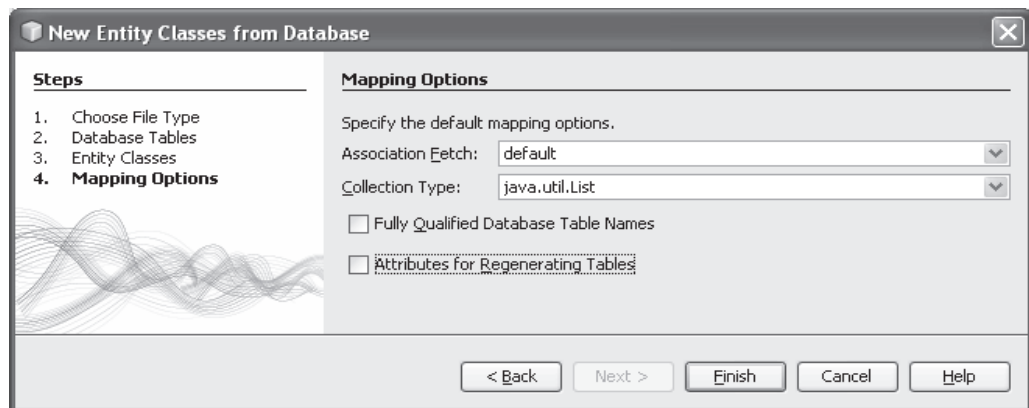 New Entity Classes from Database
Steps
1. Choose File Type
2. Database Tables
3. Entity Classes
4. Mapping Options
Mapping Options
Specify the default mapping options.
Association Fetch: default
Collection Type: java.util.List
Fully Qualified Database Table Names
Attributes for Regenerating Tables
< Back Next > Finish Cancel Help